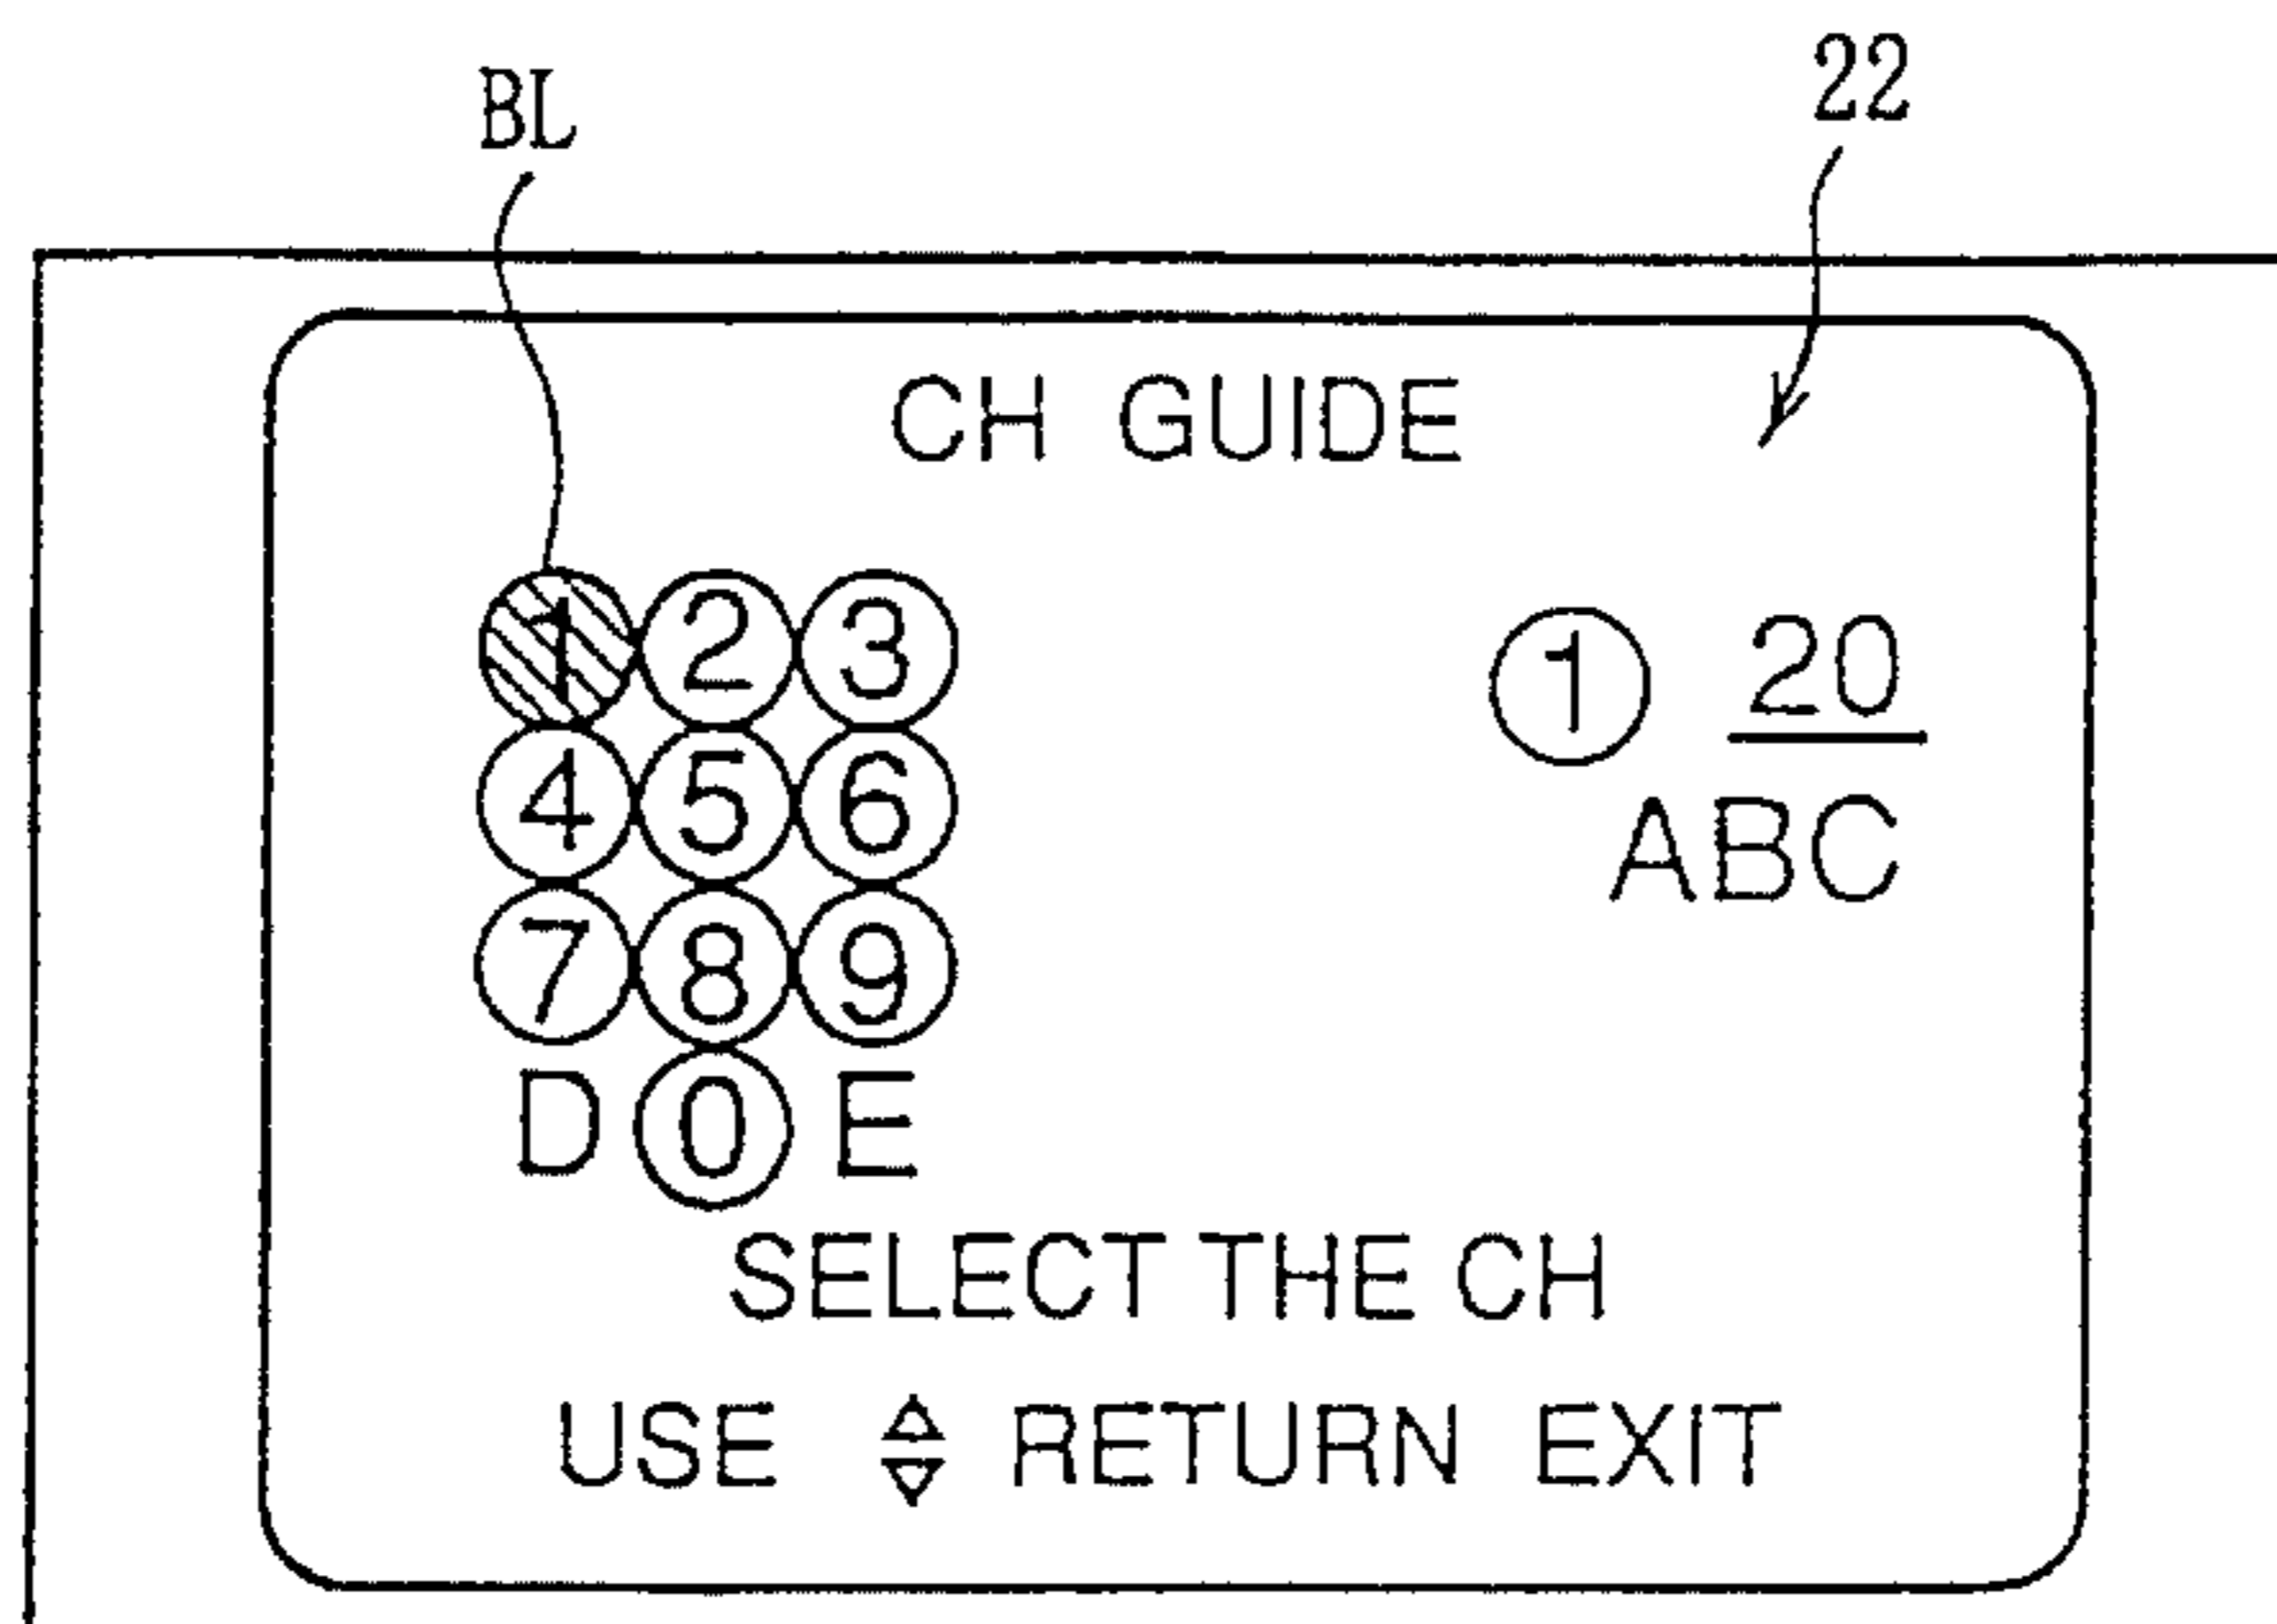 BL 22
CH GUIDE
1 2 3 1 20
4 5 6 ABC
7 8 9
D 0 E
SELECT THE CH
USE RETURN EXIT